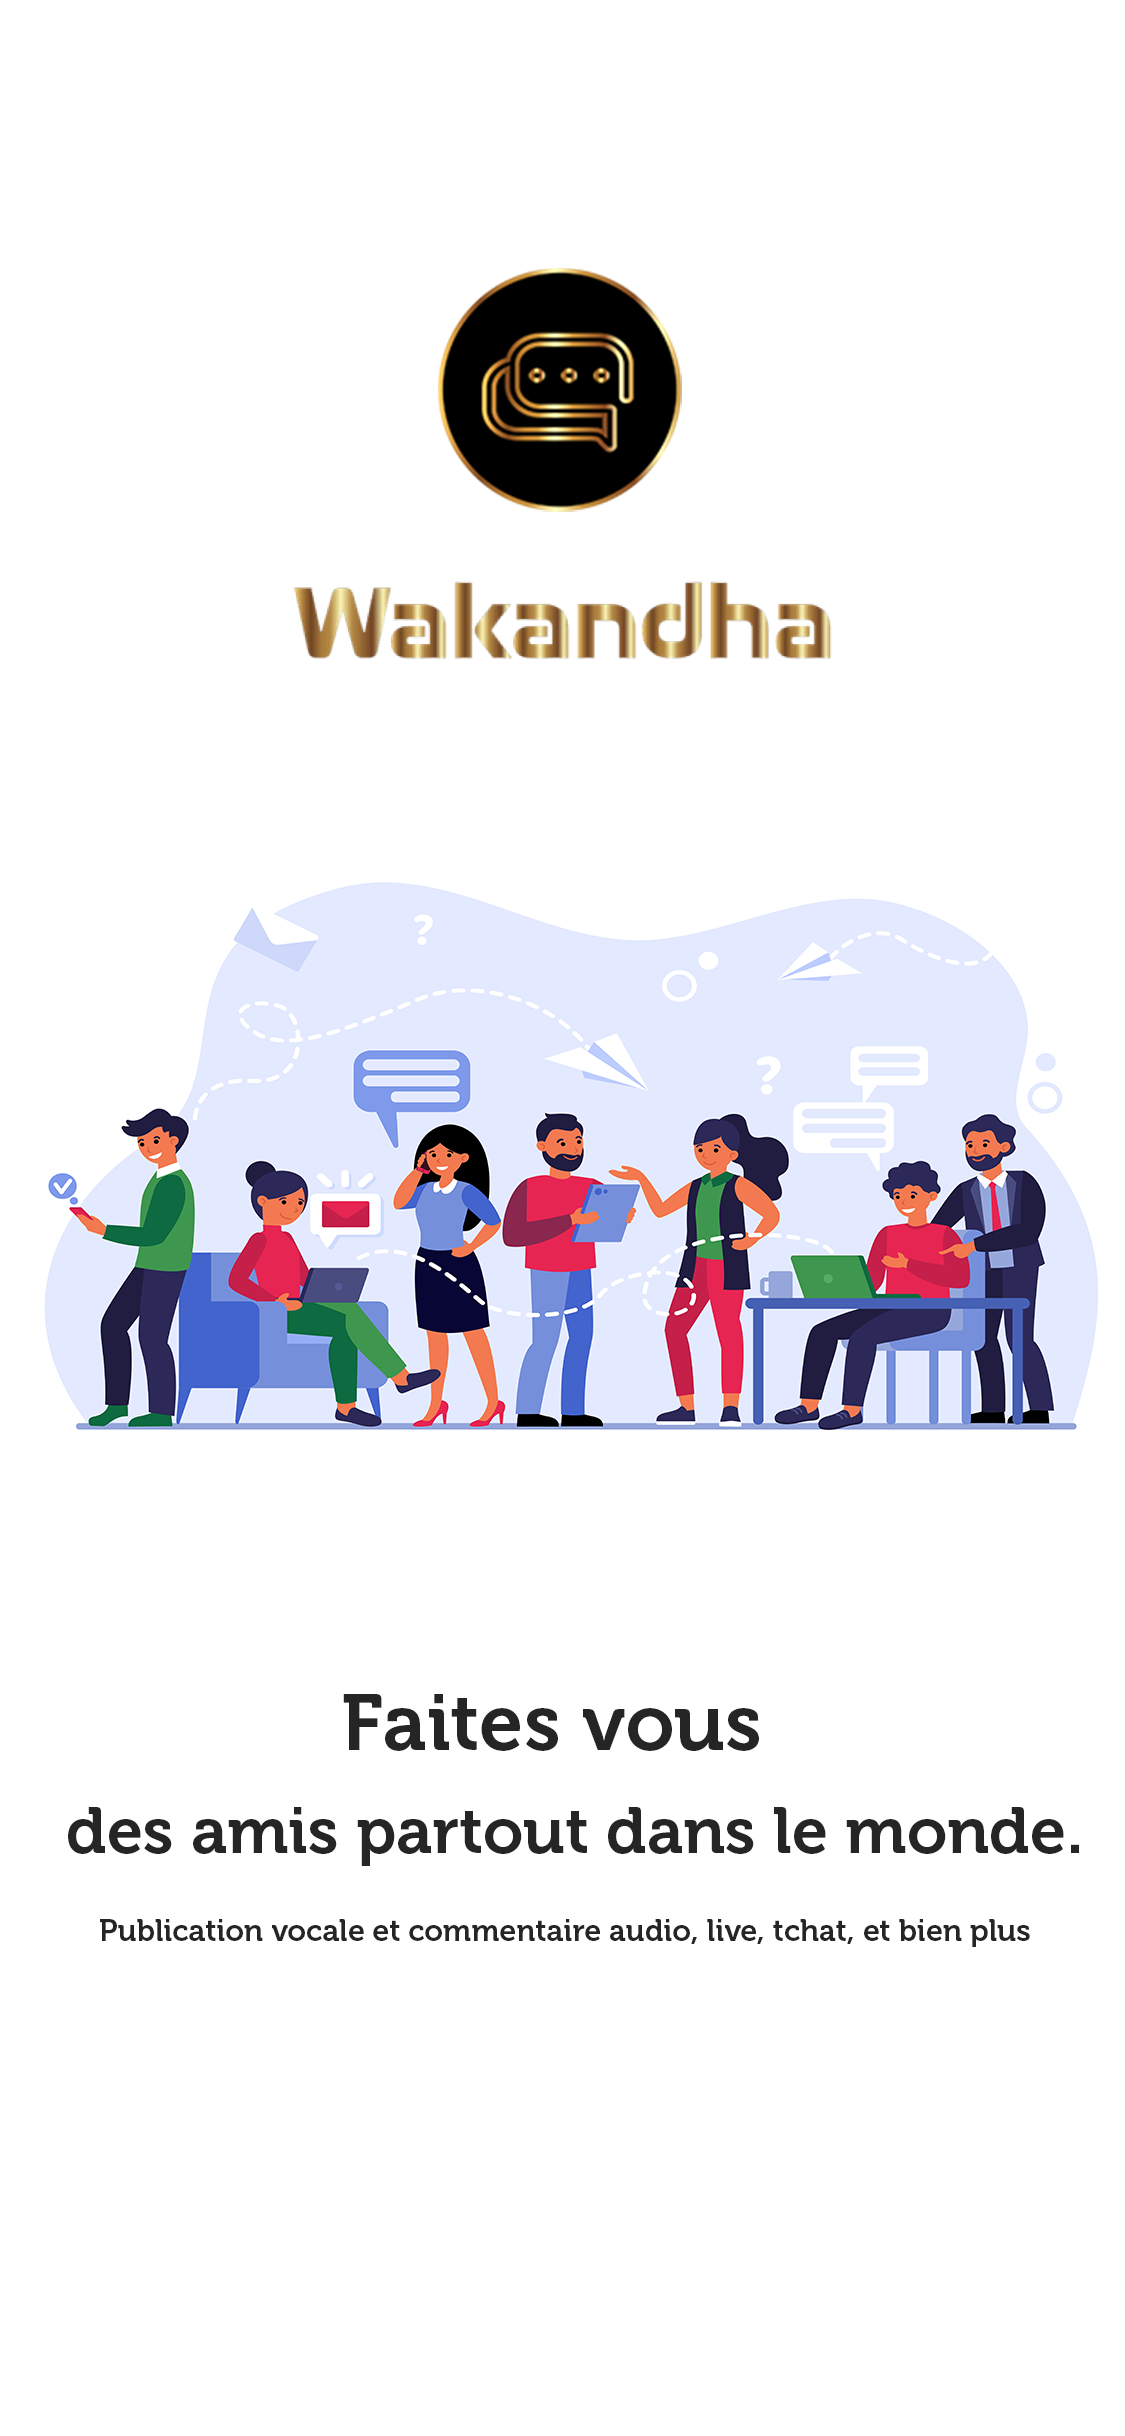 Wakandha
?
?
Faites vous
des amis partout dans le monde.
Publication vocale et commentaire audio, live, tchat, et bien plus